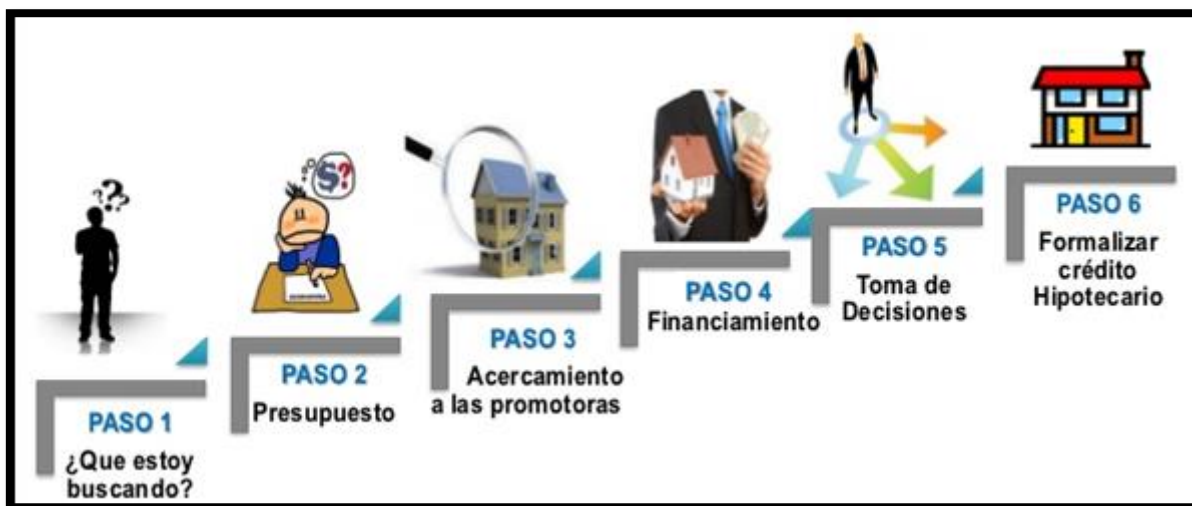 PASO 1
¿Que estoy
buscando?
PASO 2
Presupuesto
PASO 3
Acercamiento
a las promotoras
PASO 4
Financiamiento
PASO 5
Toma de
Decisiones
PASO 6
Formalizar
crédito
Hipotecario
$?
???